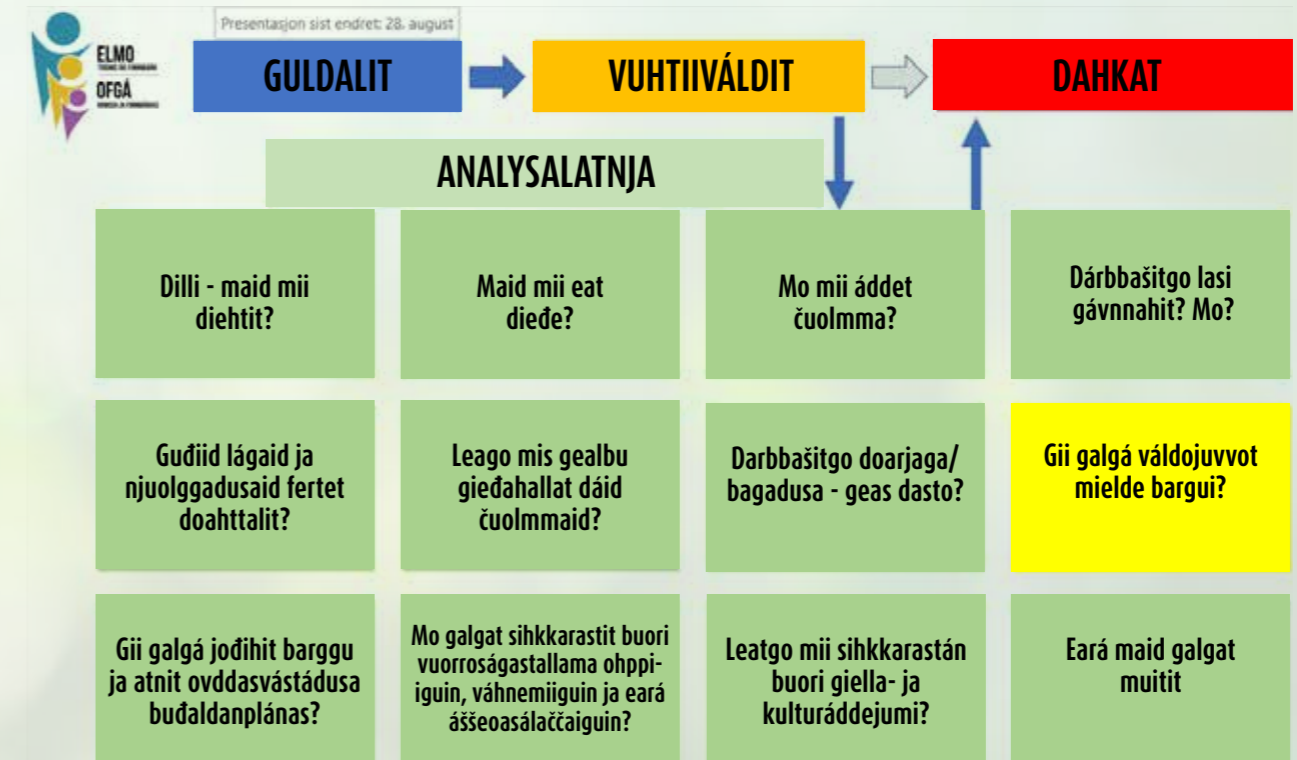 Presentasjon sist endret: 28. august
ELMO
OFGÁ
GULDALIT
VUHTIIVÁLDIT
DAHKAT
ANALYSALATNJA
Dilli - maid mii
diehtit?
Maid mii eat
dieđe?
Mo mii áddet
čuolmma?
Dárbbašitgo lasi
gávnnahit? Mo?
Guđiid lágaid ja
njuolggadusaid fertet
doahttalit?
Leago mis gealbu
gieđahallat dáid
čuolmmaid?
Darbbašitgo doarjaga/
bagadusa - geas dasto?
Gii galgá váldojuvvot
mielde bargui?
Gii galgá jođihit barggu
ja atnit ovddasvástádusa
buđaldanplánas?
Mo galgat sihkkarastit buori
vuorroságastallama ohppi-
iguin, váhnemiiguin ja eará
áššeoasálaččaiguin?
Leatgo mii sihkkarastán
buori giella- ja
kulturáddejumi?
Eará maid galgat
muitit